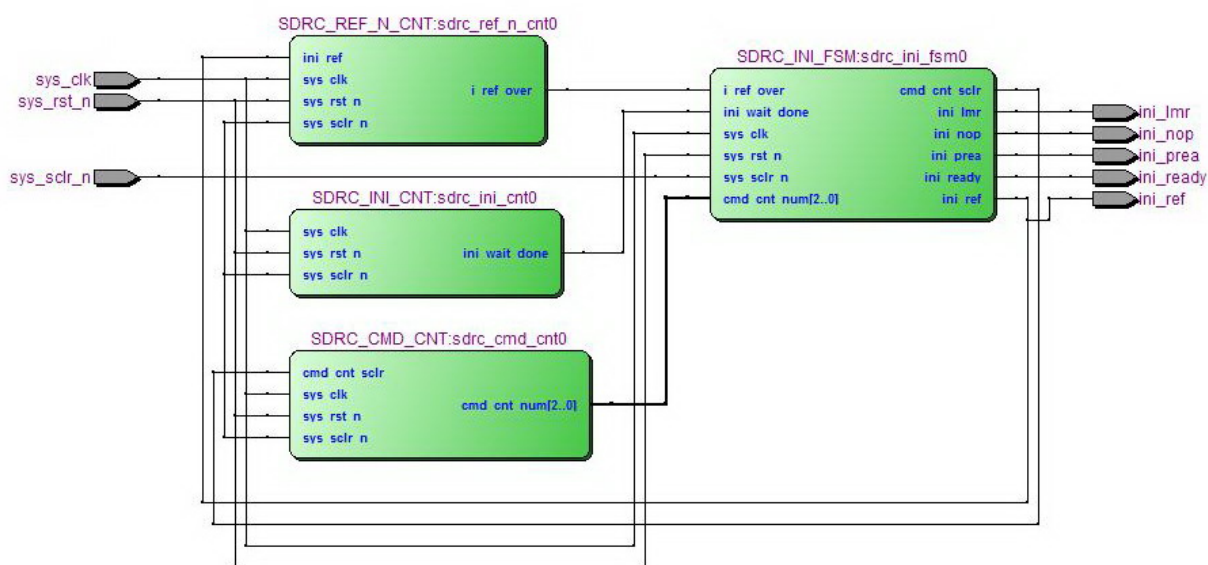 SDRC_REF_N_CNT:sdrc_ref_n_cnt0
ini ref
sys clk
sys rst n
sys sclr n
i ref over
sys_clk
sys_rst_n
sys_sclr_n
SDRC_INI_CNT:sdrc_ini_cnt0
sys clk
sys rst n
sys sclr n
ini wait done
SDRC_CMD_CNT:sdrc_cmd_cnt0
cmd cnt sclr
sys clk
sys rst n
sys sclr n
cmd cnt num[2..0]
SDRC_INI_FSM:sdrc_ini_fsm0
i ref over
ini wait done
sys clk
sys rst n
sys sclr n
cmd cnt num[2..0]
cmd cnt sclr
ini lmr
ini nop
ini prea
ini ready
ini ref
ini_lmr
ini_nop
ini_prea
ini_ready
ini_ref